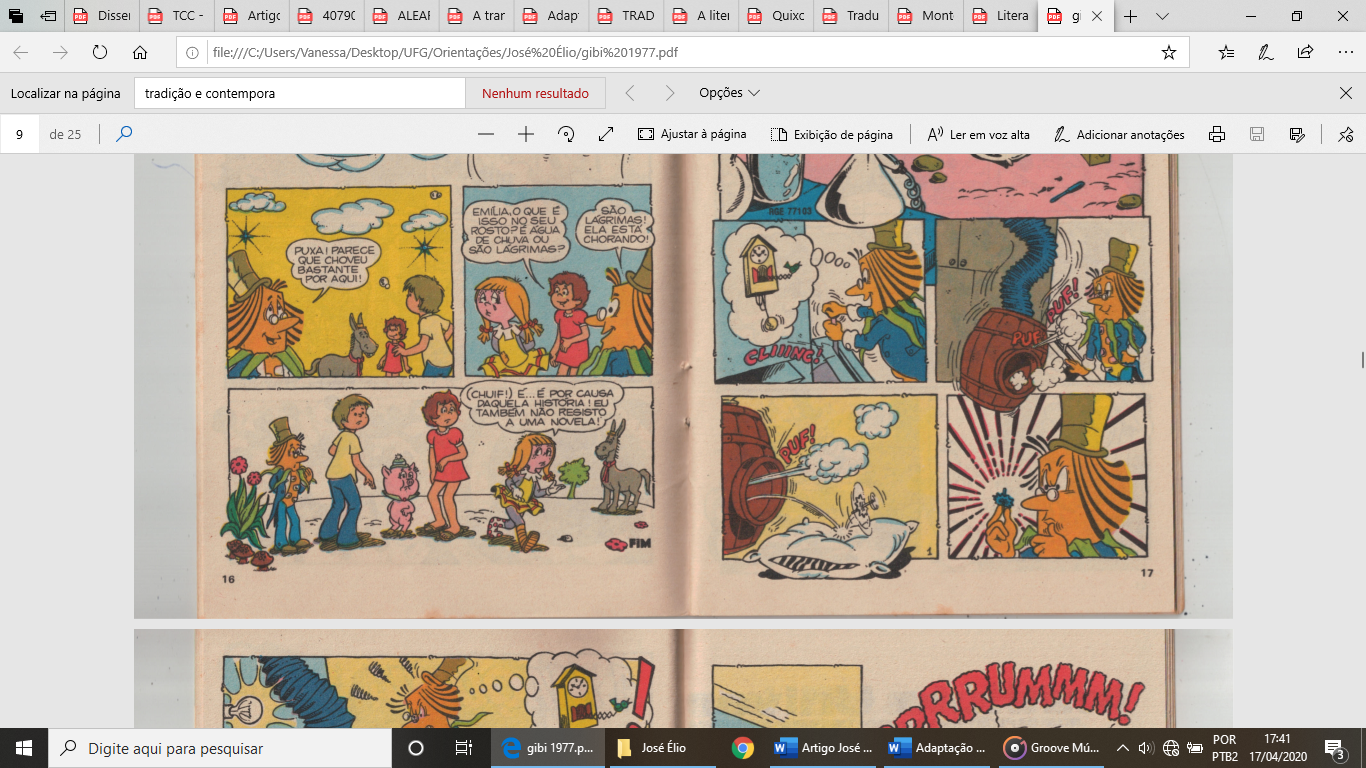 Disser
TCC -
Artigo
40790
ALEAF
A trar
Adap
TRAD
A liter
Quixo
Tradu
Mont
Litera
gi
file:///C:/Users/Vanessa/Desktop/UFG/Orientações/José%20Élio/gibi%201977.pdf
Localizar na página
tradição e contempora
Nenhum resultado
Opções
9
de 25
Ajustar à página
Exibição de página
Ler em voz alta
Adicionar anotações
PUXA! PARECE
QUE CHOVEU
BASTANTE
POR AQUI!
EMÍLIA, O QUE É
ISSO NO SEU
ROSTO? É ÁGUA
DE CHUVA OU
SÃO LÁGRIMAS?
SÃO
LÁGRIMAS!
ELA ESTÁ
CHORANDO!
(CHUIF!) E... É POR CAUSA
DAQUELA HISTÓRIA! EU
TAMBÉM NÃO RESISTO
A UMA NOVELA!
FIM
16
RGE 77103
CLIIING!
PUF!
PUF
PUF!
1
17
!
RRRUMMM!
Digite aqui para pesquisar
gibi 1977.p...
José Élio
Artigo José ...
Adaptação ...
Groove Mú...
POR
PTB2
17:41
17/04/2020
3